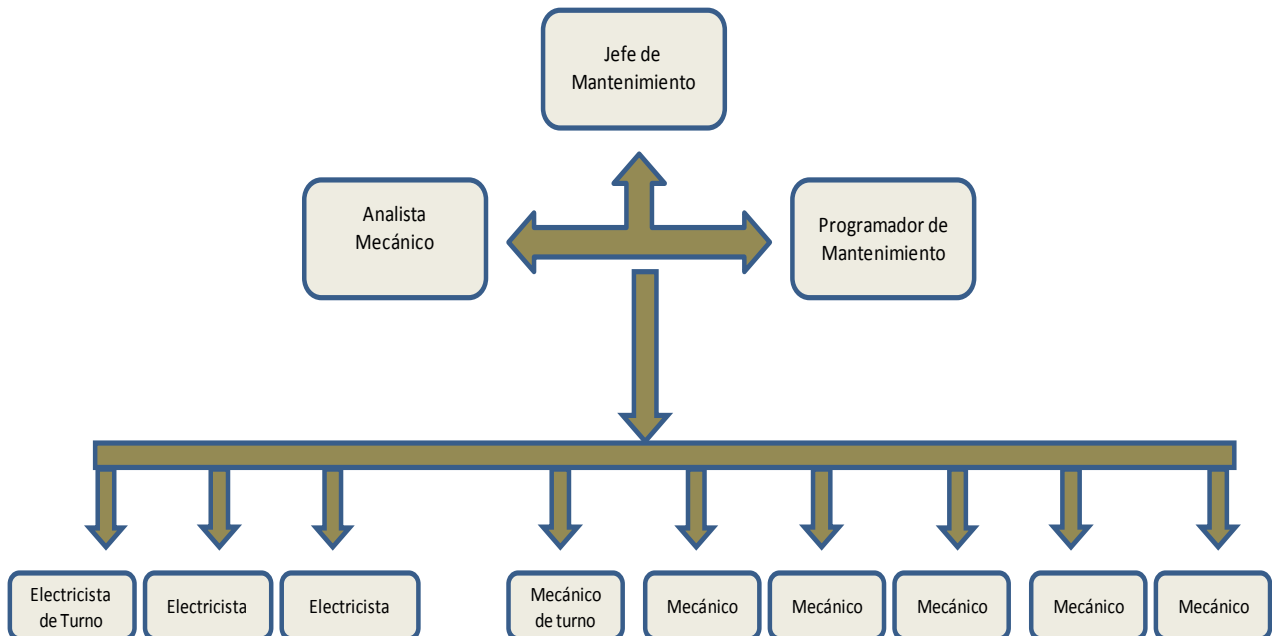 Jefe de
Mantenimiento
Analista
Mecánico
Programador de
Mantenimiento
Electricista
de Turno
Electricista
Electricista
Mecánico
de turno
Mecánico
Mecánico
Mecánico
Mecánico
Mecánico